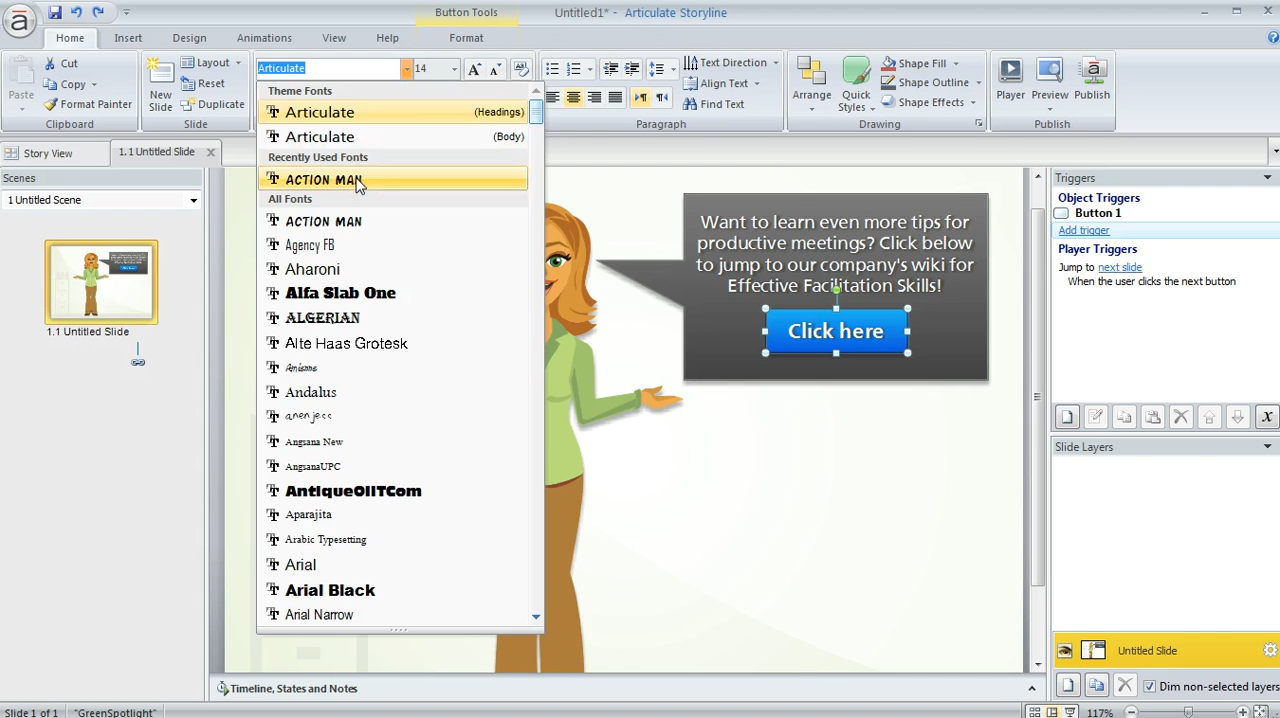 Button Tools
Untitled1* - Articulate Storyline
Home
Insert
Design
Animations
View
Help
Format
Paste
Cut
Copy
Format Painter
Clipboard
New Slide
Layout
Reset
Duplicate
Slide
Articulate
14
Text Direction
Align Text
Find Text
Paragraph
Arrange
Quick Styles
Shape Fill
Shape Outline
Shape Effects
Drawing
Player
Preview
Publish
Publish
Story View
1.1 Untitled Slide
Scenes
1 Untitled Scene
1.1 Untitled Slide
Theme Fonts
Articulate (Headings)
Articulate (Body)
Recently Used Fonts
ACTION MAN
All Fonts
ACTION MAN
Agency FB
Aharoni
Alfa Slab One
ALGERIAN
Alte Haas Grotesk
Amienne
Andalus
anen jess
Angsana New
AngsanaUPC
AntiqueOliTCom
Aparajita
Arabic Typesetting
Arial
Arial Black
Arial Narrow
Want to learn even more tips for
productive meetings? Click below
to jump to our company's wiki for
Effective Facilitation Skills!
Click here
Triggers
Object Triggers
Button 1
Add trigger
Player Triggers
Jump to next slide
When the user clicks the next button
Slide Layers
Untitled Slide
Dim non-selected layers
Timeline, States and Notes
Slide 1 of 1
"GreenSpotlight"
117%